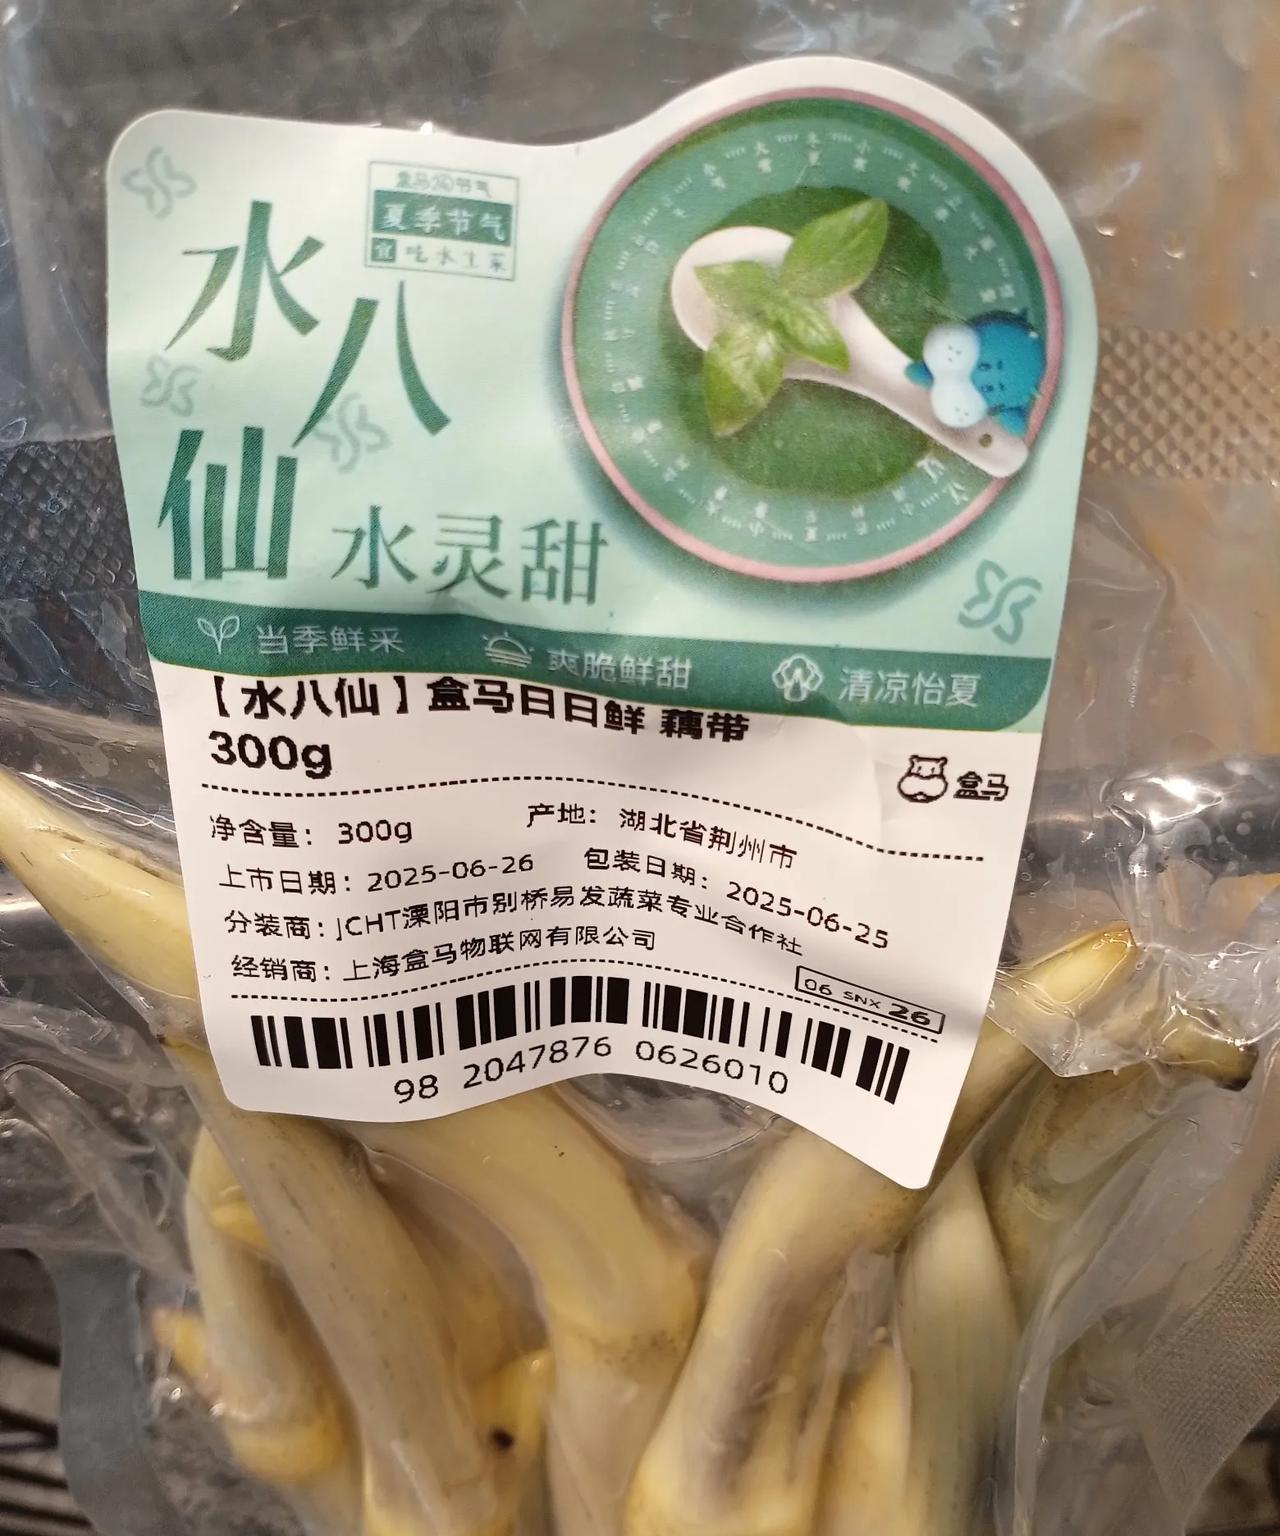 盒马闻节气
夏季节气
宜吃水生菜
水八仙
水灵甜
当季鲜采 爽脆鲜甜 清凉怡夏
【水八仙】盒马日日鲜 藕带
300g
盒马
净含量：300g 产地：湖北省荆州市
上市日期：2025-06-26 包装日期：2025-06-25
分装商：JCHT溧阳市别桥易发蔬菜专业合作社
经销商：上海盒马物联网有限公司
06 SNX 26
98 2047876 0626010